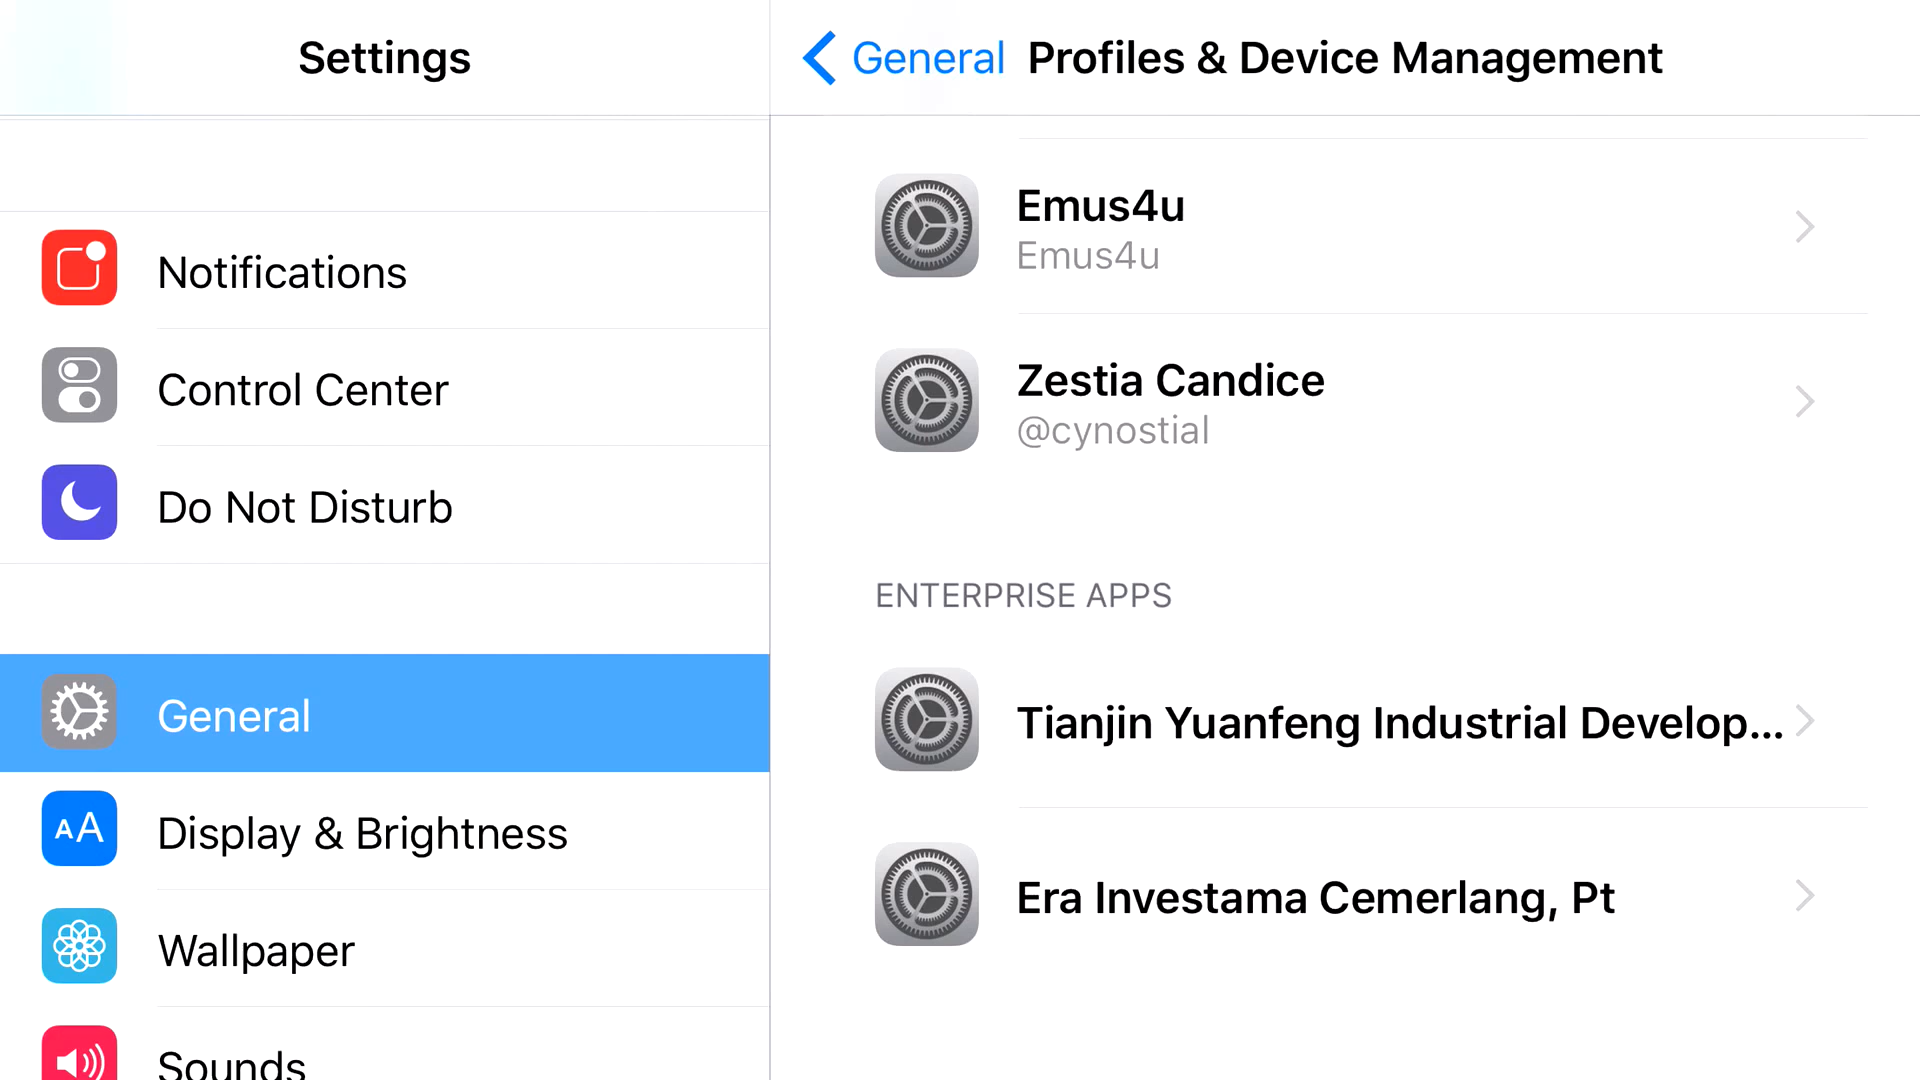 Settings
Notifications
Control Center
Do Not Disturb
General
AA Display & Brightness
Wallpaper
Sounds
General Profiles & Device Management
Emus4u
Emus4u
Zestia Candice
@cynostial
ENTERPRISE APPS
Tianjin Yuanfeng Industrial Develop...
Era Investama Cemerlang, Pt